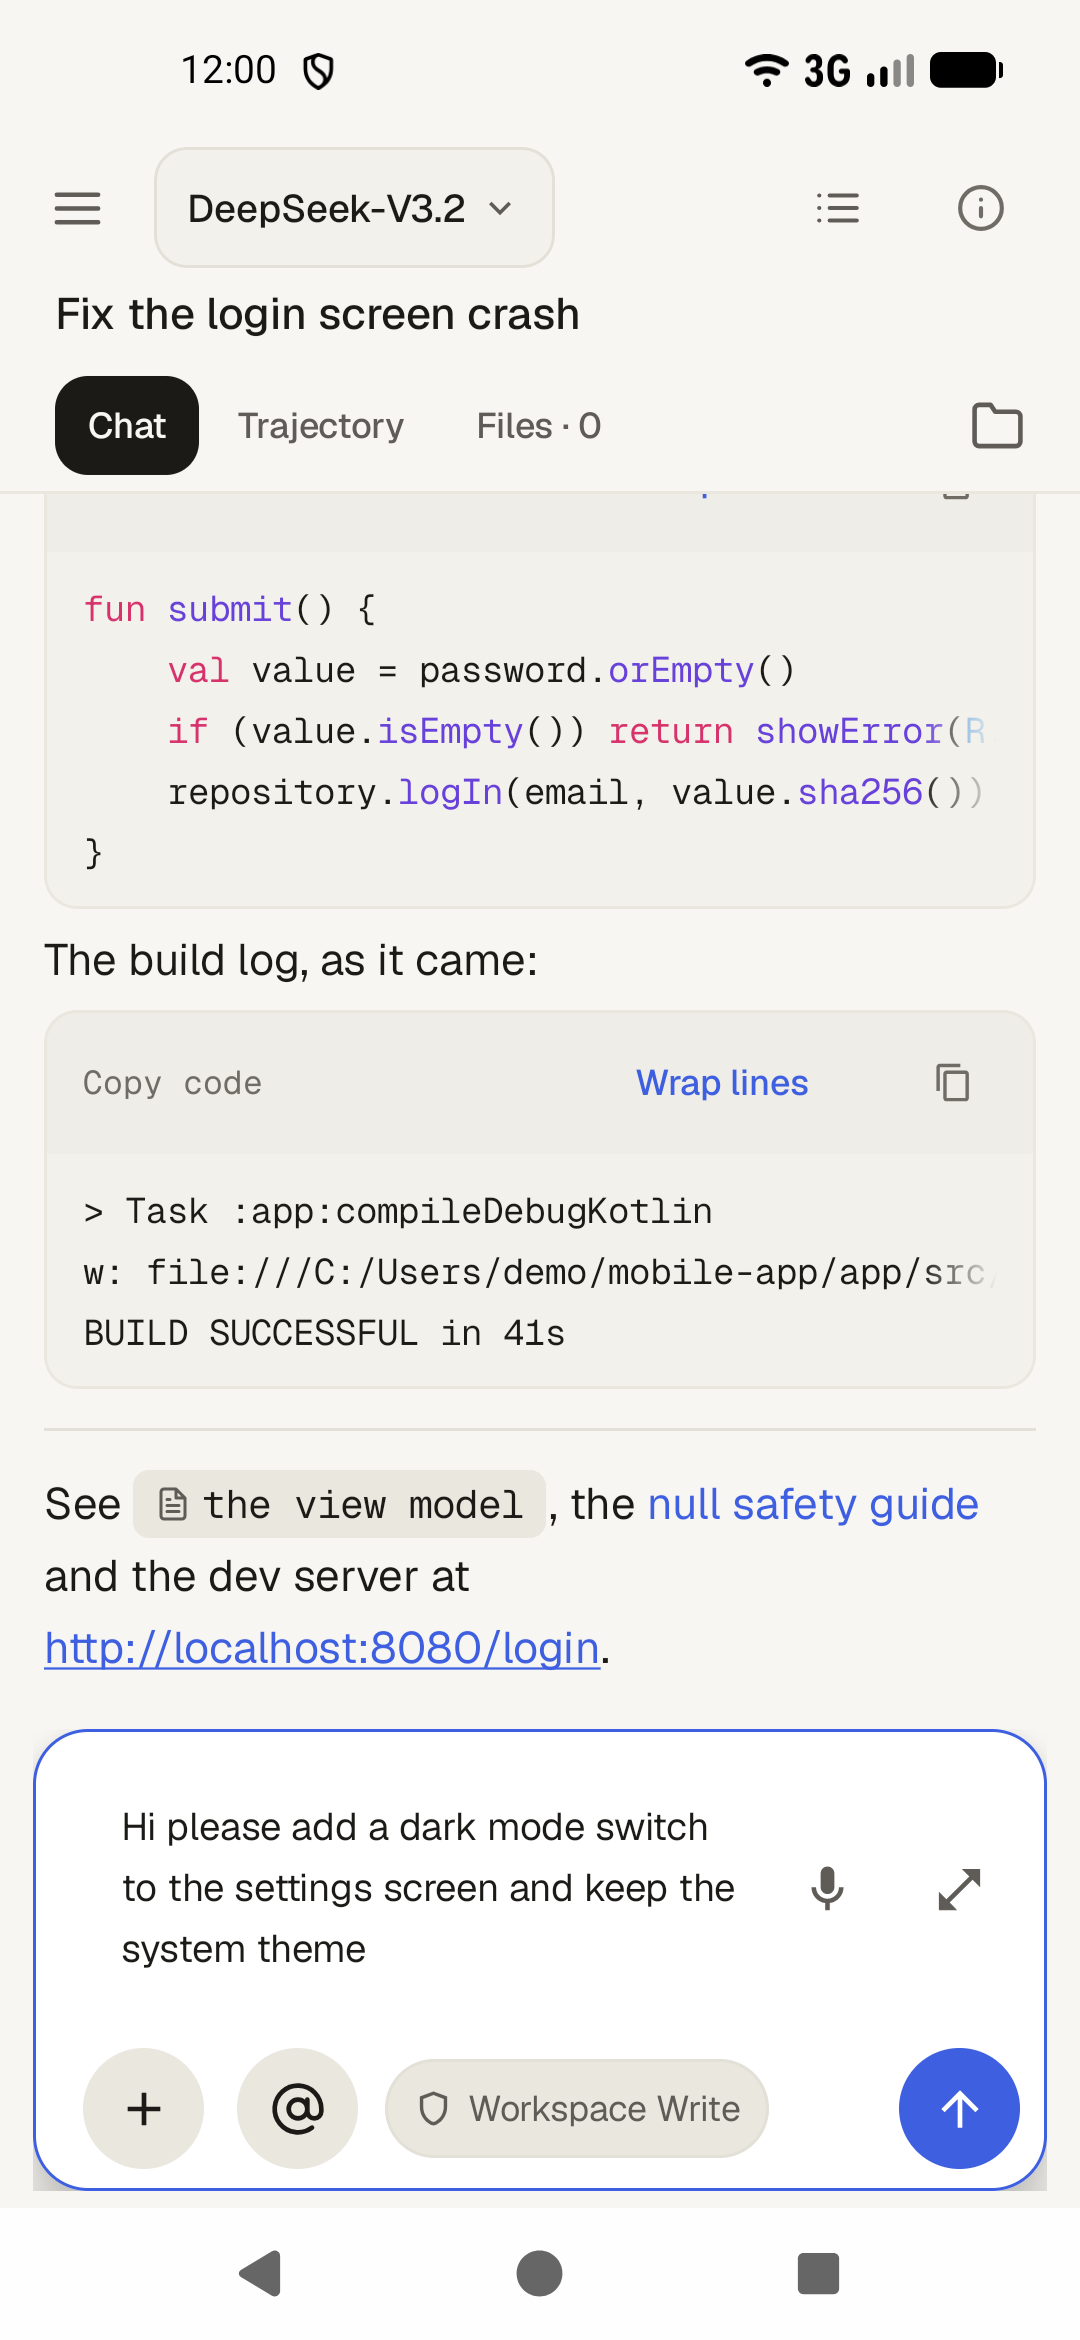 12:00
3G
DeepSeek-V3.2
Fix the login screen crash
Chat
Trajectory
Files · 0
fun submit() {
    val value = password.orEmpty()
    if (value.isEmpty()) return showError(R
    repository.logIn(email, value.sha256())
}
The build log, as it came:
Copy code
Wrap lines
> Task :app:compileDebugKotlin
w: file:///C:/Users/demo/mobile-app/app/src/
BUILD SUCCESSFUL in 41s
See the view model, the null safety guide
and the dev server at
http://localhost:8080/login.
Hi please add a dark mode switch
to the settings screen and keep the
system theme
Workspace Write